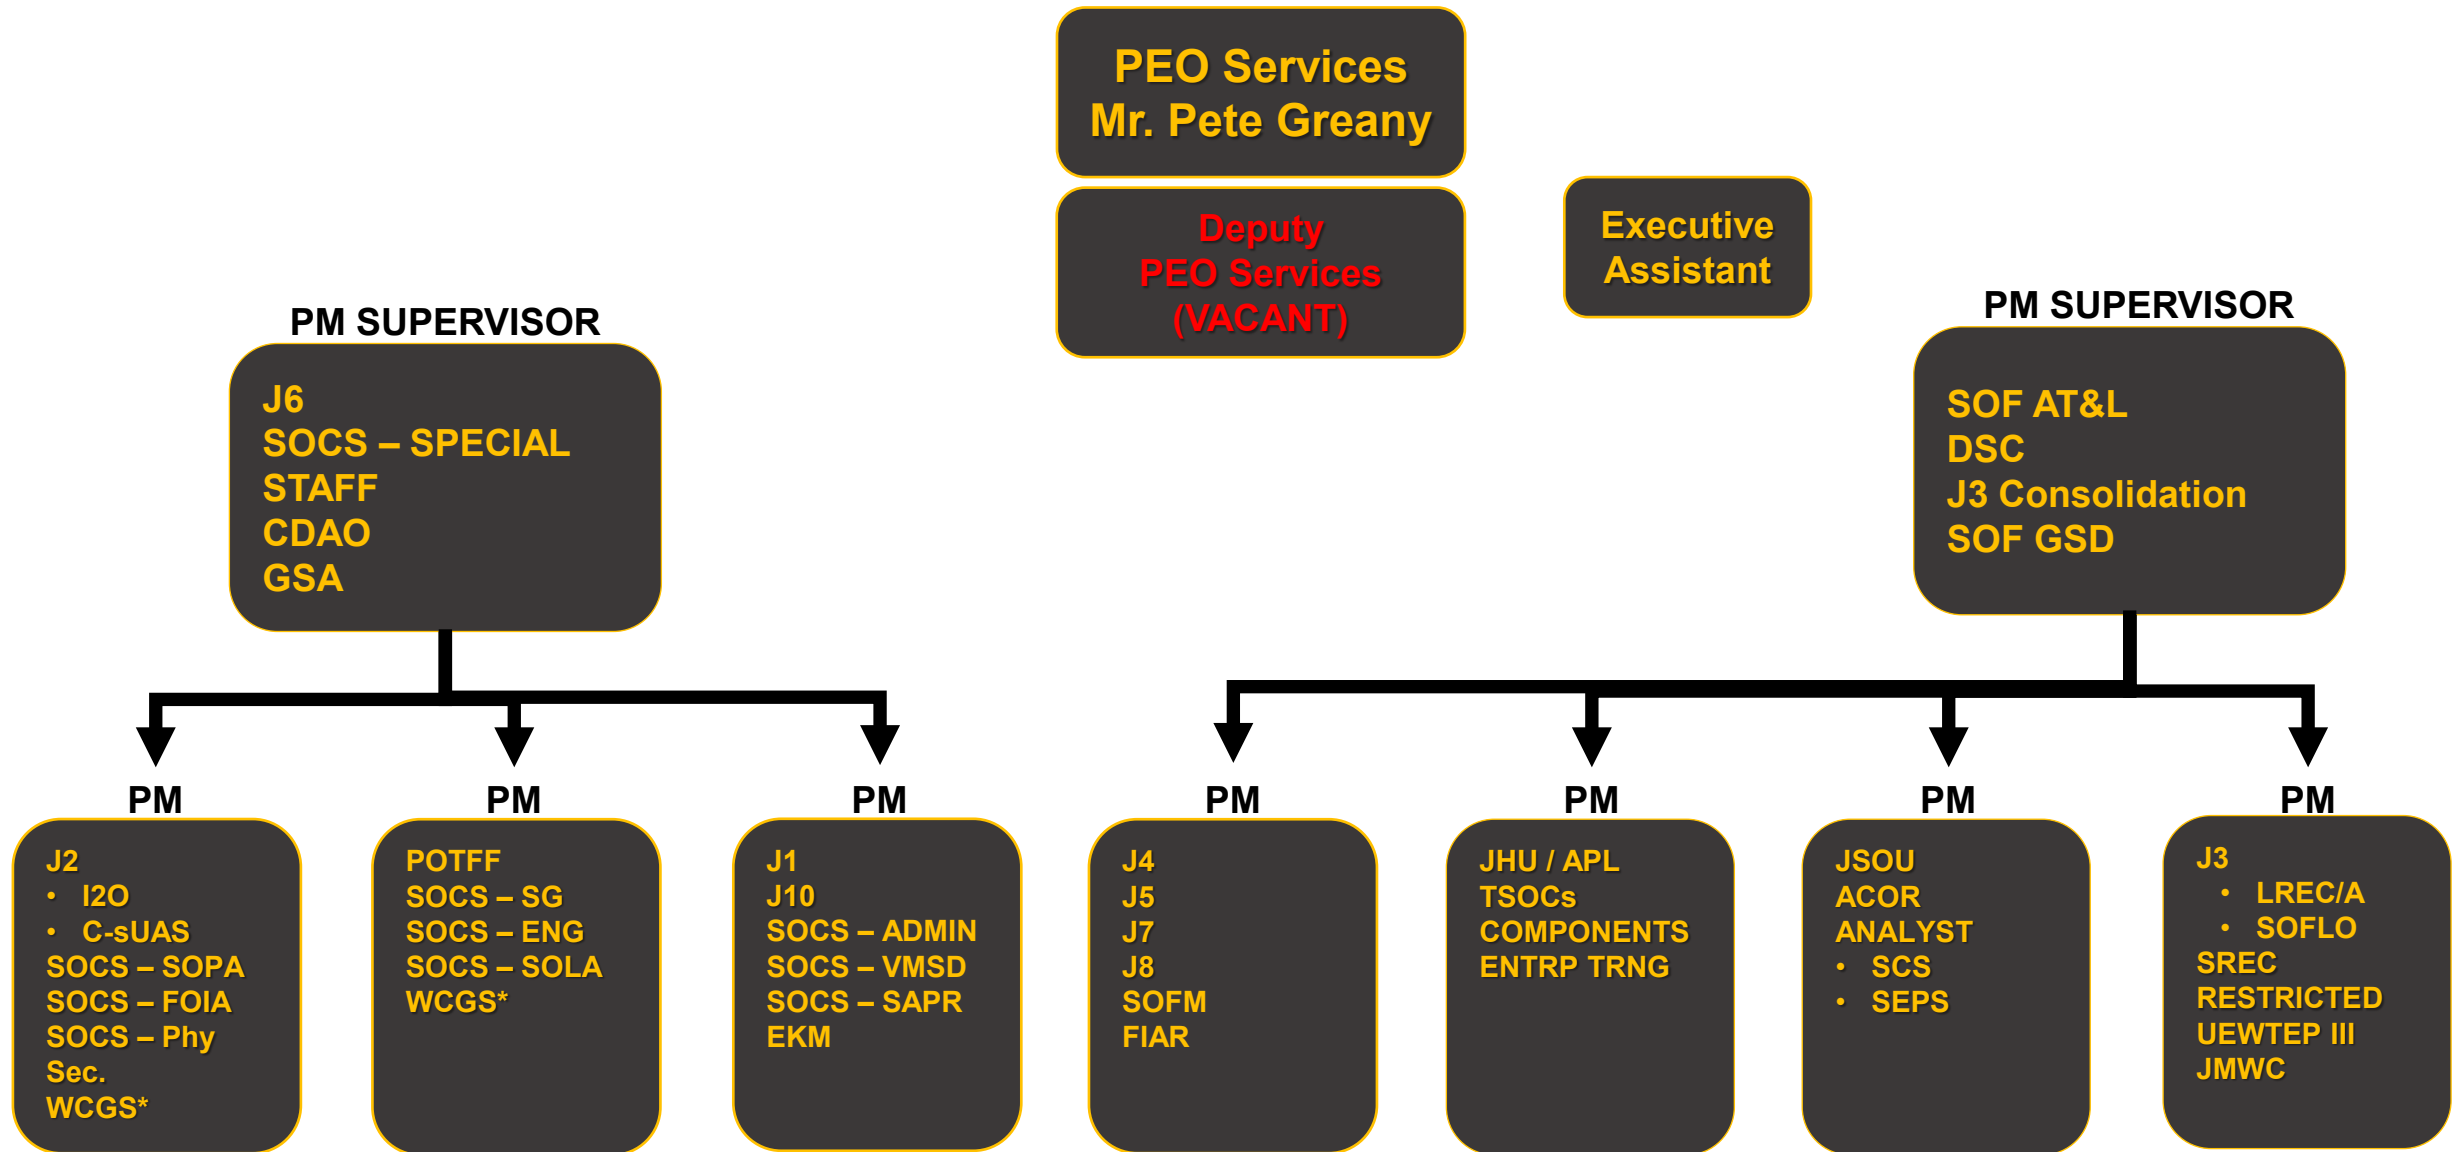 PEO Services
Mr. Pete Greany
Deputy
PEO Services
(VACANT)
Executive
Assistant
PM SUPERVISOR
J6
SOCS – SPECIAL
STAFF
CDAO
GSA
PM SUPERVISOR
SOF AT&L
DSC
J3 Consolidation
SOF GSD
PM
J2
• I2O
• C-sUAS
SOCS – SOPA
SOCS – FOIA
SOCS – Phy
Sec.
WCGS*
PM
POTFF
SOCS – SG
SOCS – ENG
SOCS – SOLA
WCGS*
PM
J1
J10
SOCS – ADMIN
SOCS – VMSD
SOCS – SAPR
EKM
PM
J4
J5
J7
J8
SOFM
FIAR
PM
JHU / APL
TSOCs
COMPONENTS
ENTRP TRNG
PM
JSOU
ACOR
ANALYST
• SCS
• SEPS
PM
J3
• LREC/A
• SOFLO
SREC
RESTRICTED
UEWTEP III
JMWC